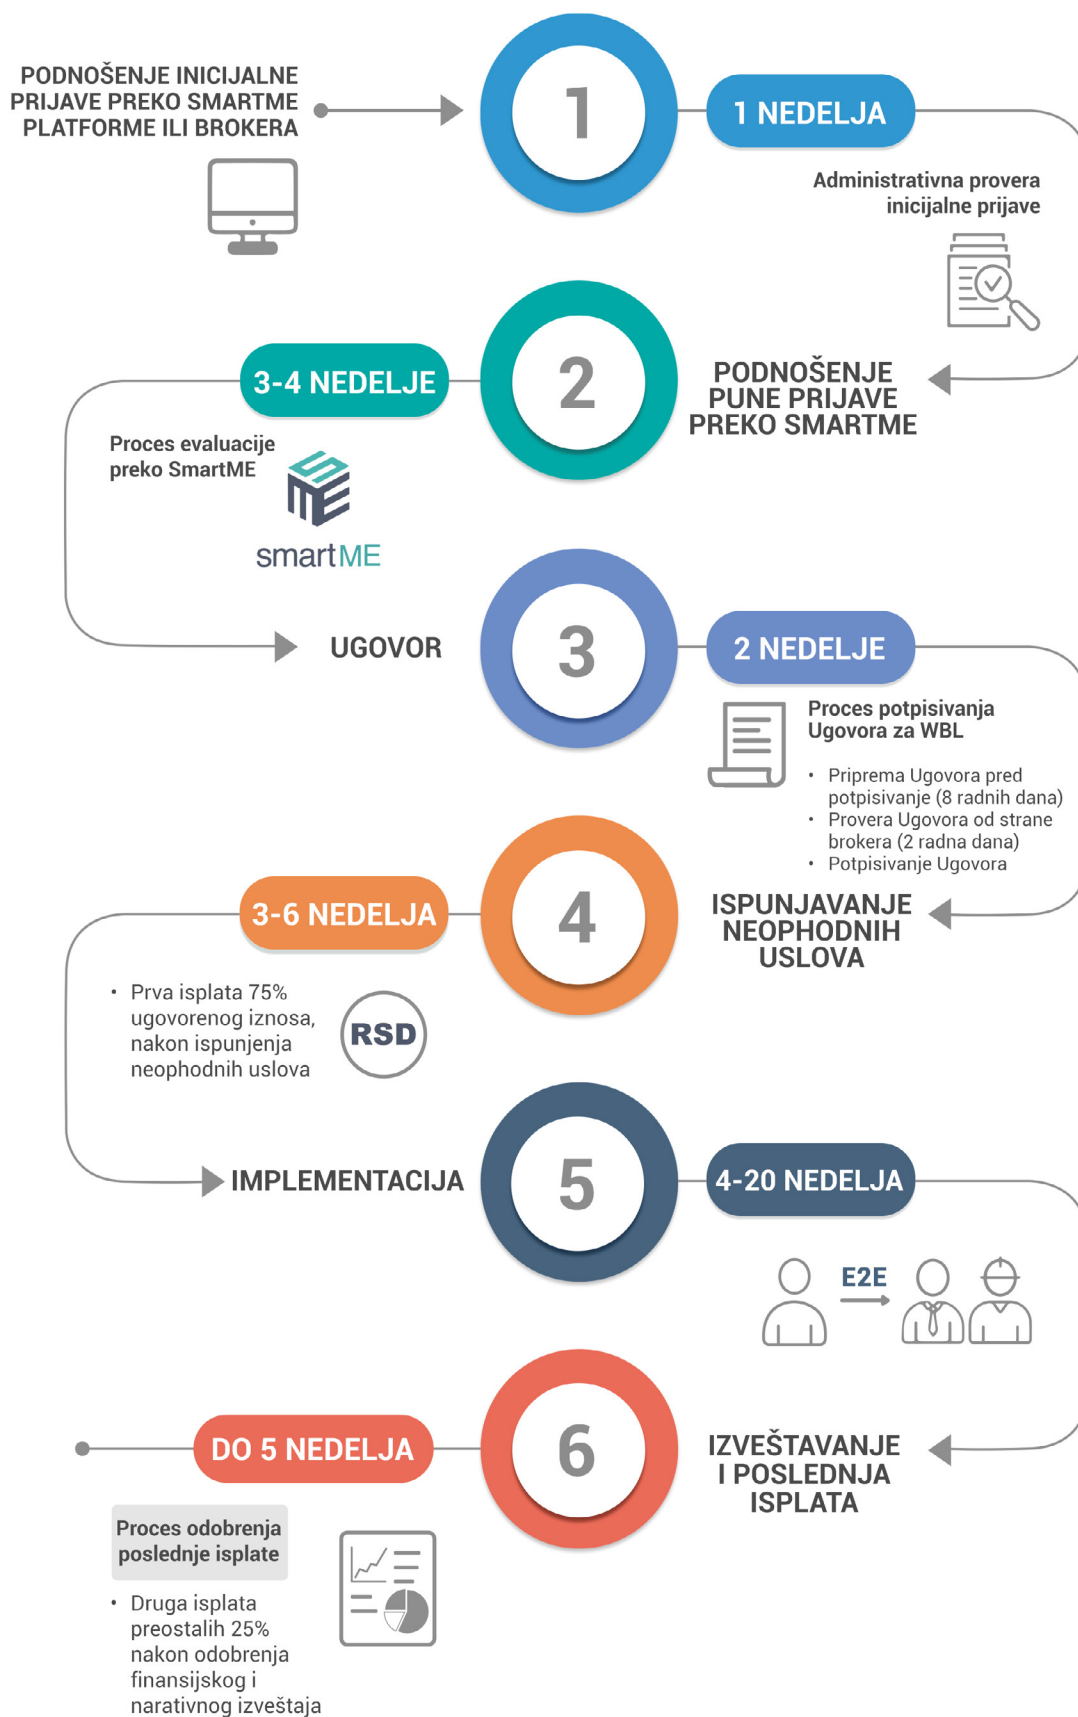 PODNOŠENJE INICIJALNE
PRIJAVE PREKO SMARTME
PLATFORME ILI BROKERA
1
1 NEDELJA
Administrativna provera
inicijalne prijave
3-4 NEDELJE
2
PODNOŠENJE
PUNE PRIJAVE
PREKO SMARTME
Proces evaluacije
preko SmartME
SME
smartME
UGOVOR
3
2 NEDELJE
Proces potpisivanja
Ugovora za WBL
• Priprema Ugovora pred
potpisivanje (8 radnih dana)
• Provera Ugovora od strane
brokera (2 radna dana)
• Potpisivanje Ugovora
3-6 NEDELJA
4
ISPUNJAVANJE
NEOPHODNIH
USLOVA
• Prva isplata 75%
ugovorenog iznosa,
nakon ispunjenja
neophodnih uslova
RSD
IMPLEMENTACIJA
5
4-20 NEDELJA
E2E
DO 5 NEDELJA
6
IZVEŠTAVANJE
I POSLEDNJA
ISPLATA
Proces odobrenja
poslednje isplate
• Druga isplata
preostalih 25%
nakon odobrenja
finansijskog i
narativnog izveštaja